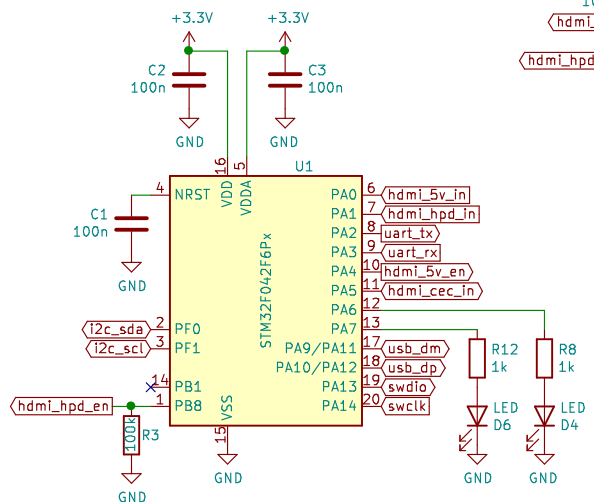 +3.3V
+3.3V
hdmi_
hdmi_hpd
C2
100n
C3
100n
GND
GND
U1
16
5
VDD
VDDA
4
NRST
C1
100n
GND
STM32F042F6Px
PA0
6
hdmi_5v_in
PA1
7
hdmi_hpd_in
PA2
8
uart_tx
PA3
9
uart_rx
PA4
10
hdmi_5v_en
PA5
11
hdmi_cec_in
PA6
12
PA7
13
i2c_sda
2
PF0
i2c_scl
3
PF1
PA9/PA11
17
usb_dm
PA10/PA12
18
usb_dp
14
PB1
PA13
19
swdio
hdmi_hpd_en
1
PB8
PA14
20
swclk
R12
1k
R8
1k
LED
D6
LED
D4
100k
R3
VSS
15
GND
GND
GND
GND